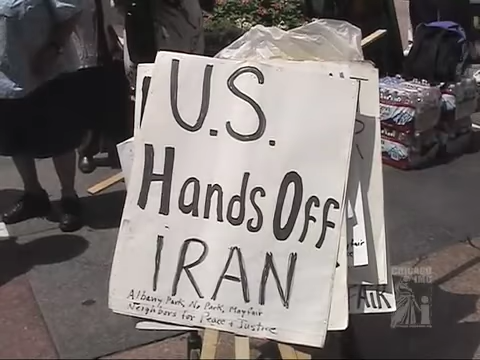 U.S.
Hands Off
IRAN
Albany Park, No. Park, Mayfair
Neighbors for Peace + Justice
CHICAGO